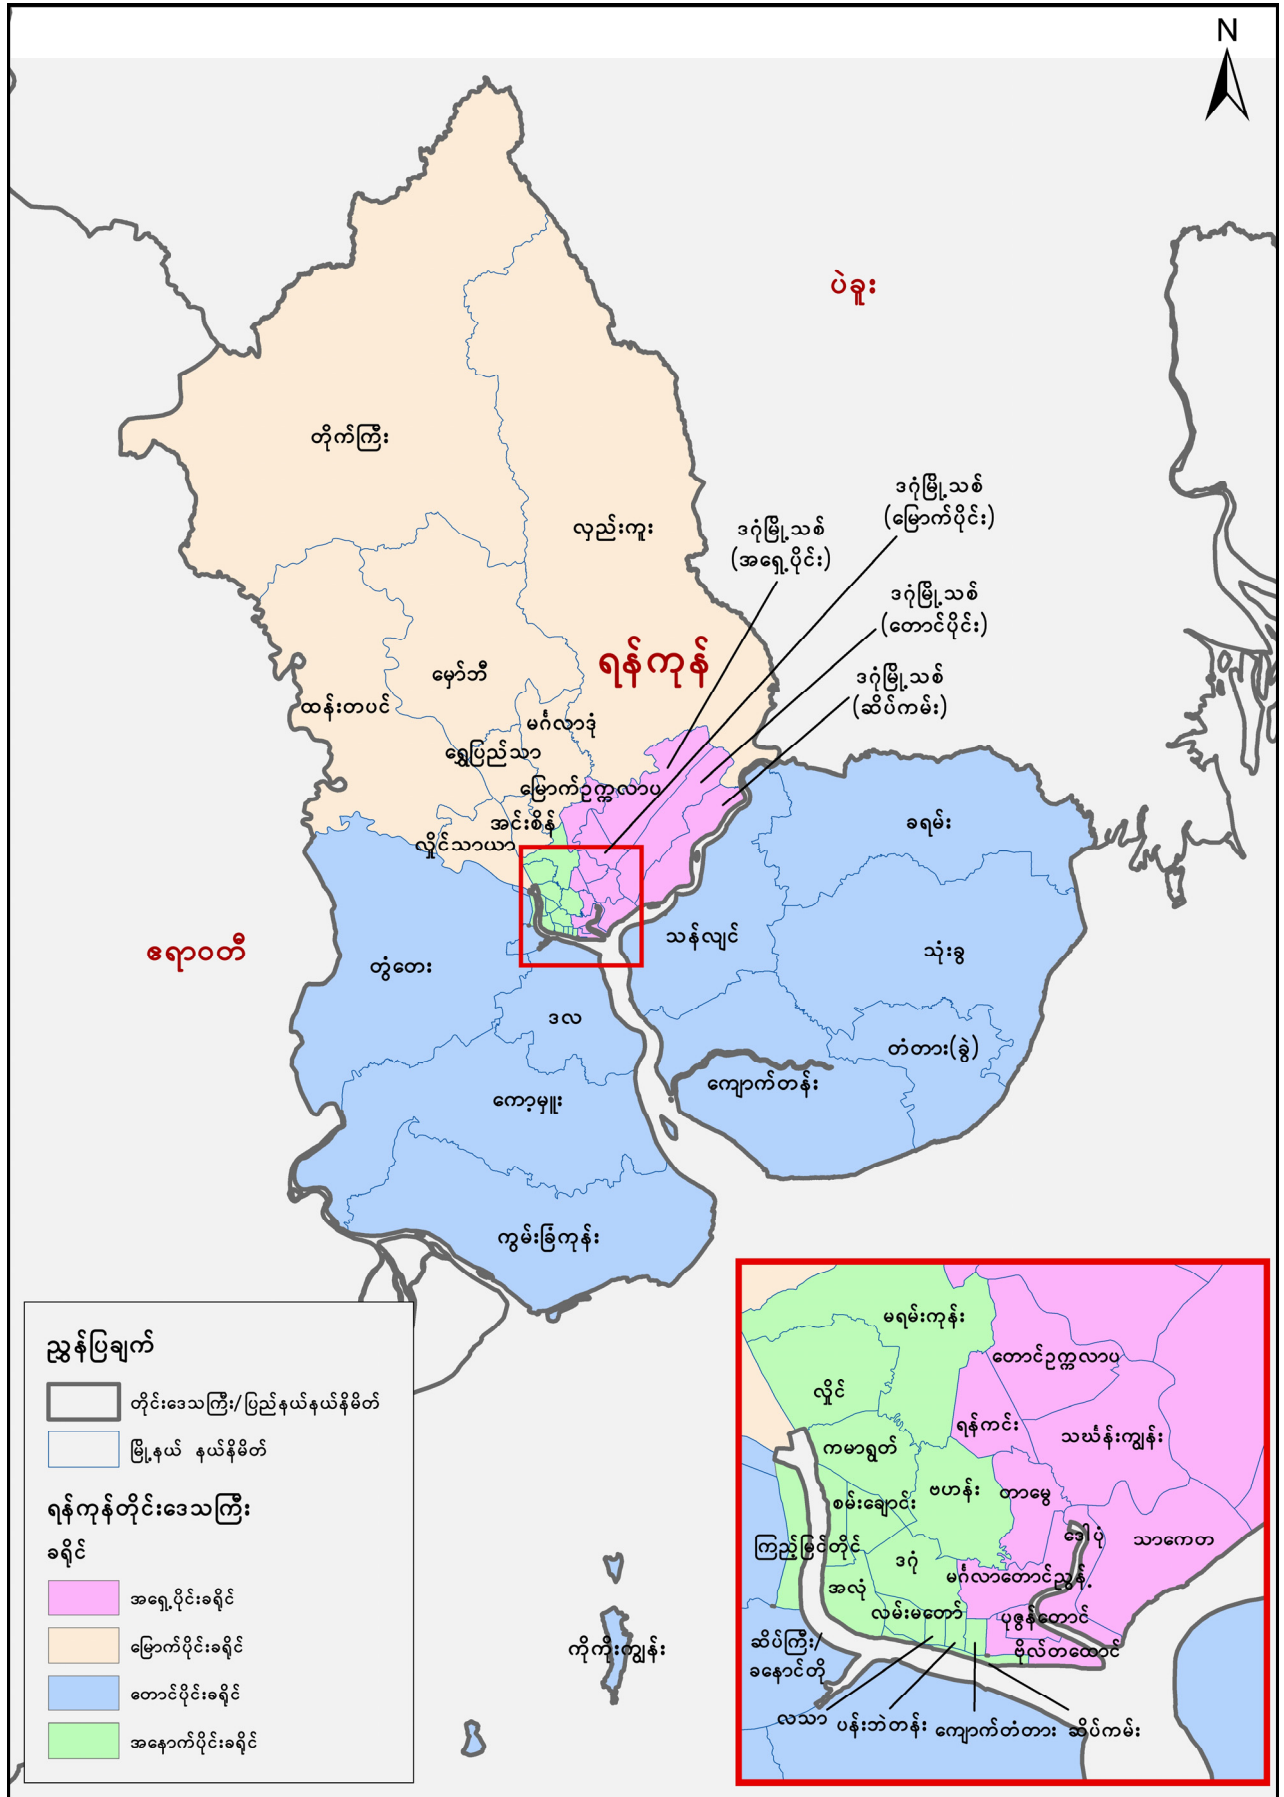 N
ပဲခူး
တိုက်ကြီး
လှည်းကူး
ဒဂုံမြို့သစ်
(မြောက်ပိုင်း)
ဒဂုံမြို့သစ်
(အရှေ့ပိုင်း)
ဒဂုံမြို့သစ်
(တောင်ပိုင်း)
ရန်ကုန်
ဒဂုံမြို့သစ်
(ဆိပ်ကမ်း)
မှော်ဘီ
ထန်းတပင်
မင်္ဂလာဒုံ
ရွှေပြည်သာ
မြောက်ဥက္ကလာပ
အင်းစိန်
လှိုင်သာယာ
ခရမ်း
ဧရာဝတီ
တွံတေး
သန်လျင်
သုံးခွ
ဒလ
တံတား(ခွဲ)
ကျောက်တန်း
ကော့မှူး
ကွမ်းခြံကုန်း
ညွှန်ပြချက်
တိုင်းဒေသကြီး/ပြည်နယ်နယ်နိမိတ်
မြို့နယ် နယ်နိမိတ်
ရန်ကုန်တိုင်းဒေသကြီး
ခရိုင်
အရှေ့ပိုင်းခရိုင်
မြောက်ပိုင်းခရိုင်
တောင်ပိုင်းခရိုင်
အနောက်ပိုင်းခရိုင်
ကိုကိုးကျွန်း
မရမ်းကုန်း
တောင်ဥက္ကလာပ
လှိုင်
ရန်ကင်း
သင်္ဃန်းကျွန်း
ကမာရွတ်
ဗဟန်း
တာမွေ
စမ်းချောင်း
ဒေါပုံ
သာကေတ
ကြည့်မြင်တိုင်
ဒဂုံ
မင်္ဂလာတောင်ညွန့်
အလုံ
လမ်းမတော်
ပုဇွန်တောင်
ဆိပ်ကြီး/
ခနောင်တို
ဗိုလ်တထောင်
လသာ
ပန်းဘဲတန်း
ကျောက်တံတား
ဆိပ်ကမ်း